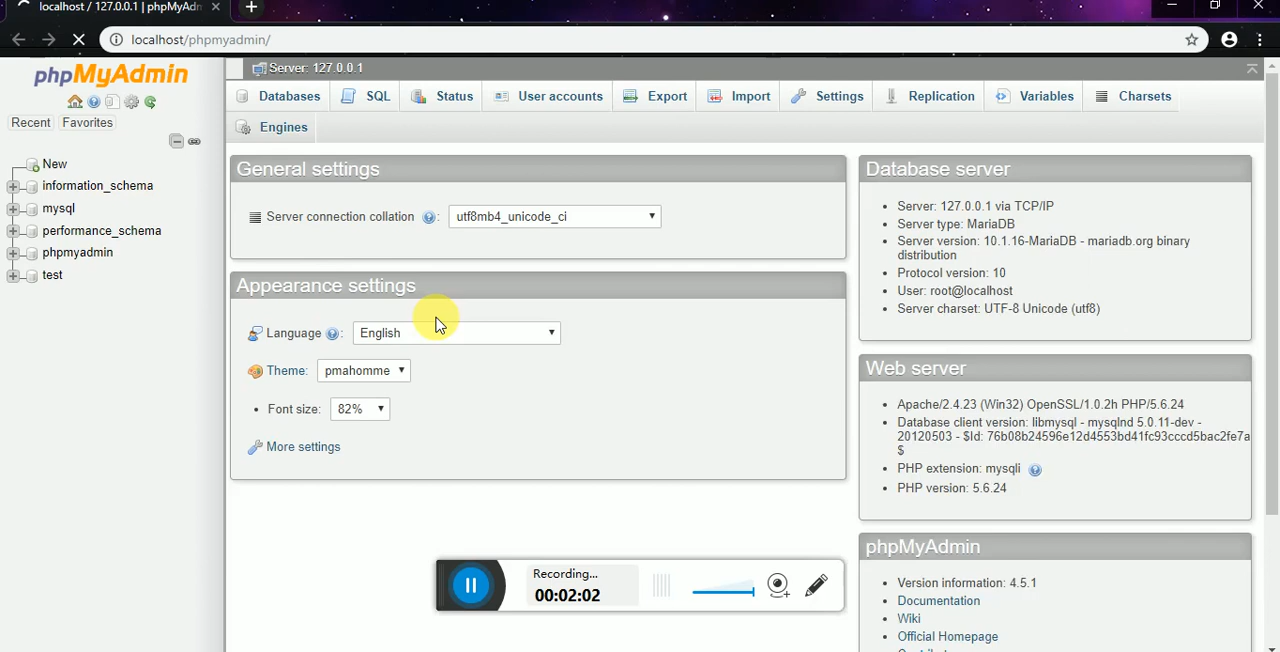 localhost / 127.0.0.1 | phpMyAdm
localhost/phpmyadmin/
phpMyAdmin
Recent
Favorites
New
information_schema
mysql
performance_schema
phpmyadmin
test
Server: 127.0.0.1
Databases
SQL
Status
User accounts
Export
Import
Settings
Replication
Variables
Charsets
Engines
General settings
Server connection collation
utf8mb4_unicode_ci
Appearance settings
Language
:
English
Theme:
pmahomme
Font size:
82%
More settings
Database server
Server: 127.0.0.1 via TCP/IP
Server type: MariaDB
Server version: 10.1.16-MariaDB - mariadb.org binary
distribution
Protocol version: 10
User: root@localhost
Server charset: UTF-8 Unicode (utf8)
Web server
Apache/2.4.23 (Win32) OpenSSL/1.0.2h PHP/5.6.24
Database client version: libmysql - mysqlnd 5.0.11-dev -
20120503 - $Id: 76b08b24596e12d4553bd41fc93cccd5bac2fe7a
$
PHP extension: mysqli
PHP version: 5.6.24
phpMyAdmin
Version information: 4.5.1
Documentation
Wiki
Official Homepage
Recording...
00:02:02